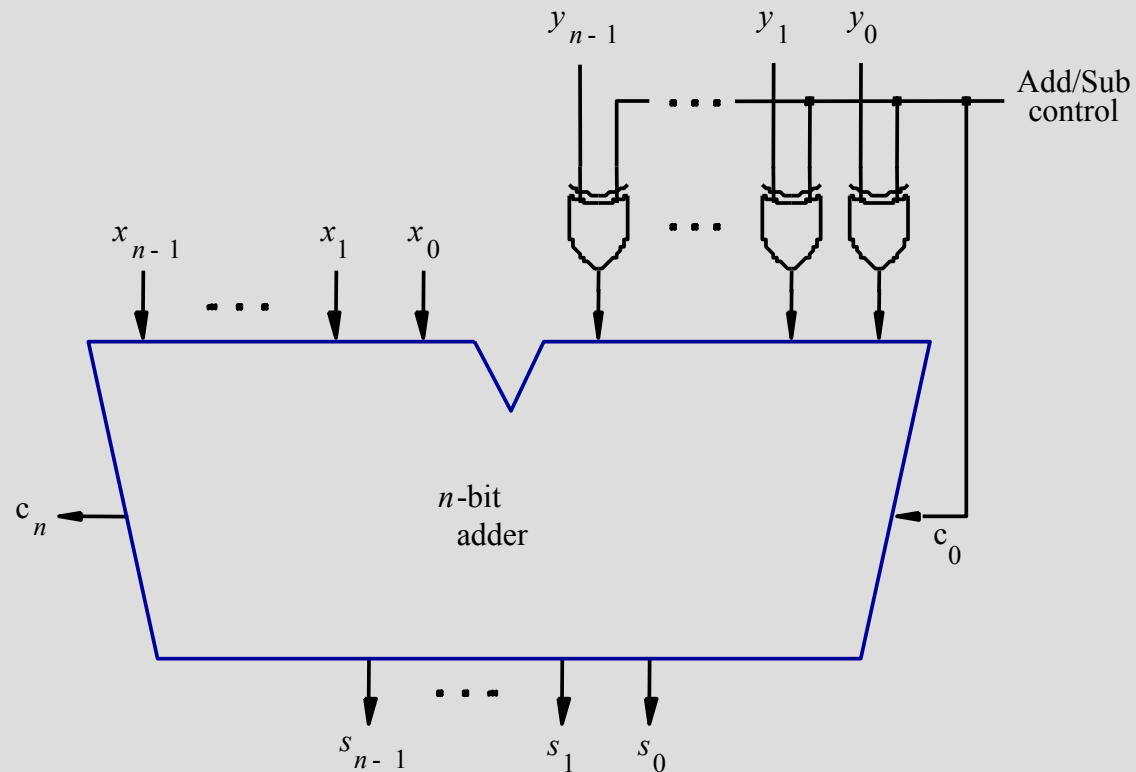 y n-1 y 1 y 0
Add/Sub
control
x n-1 x 1 x 0
n-bit
adder
c n
c 0
s n-1 s 1 s 0